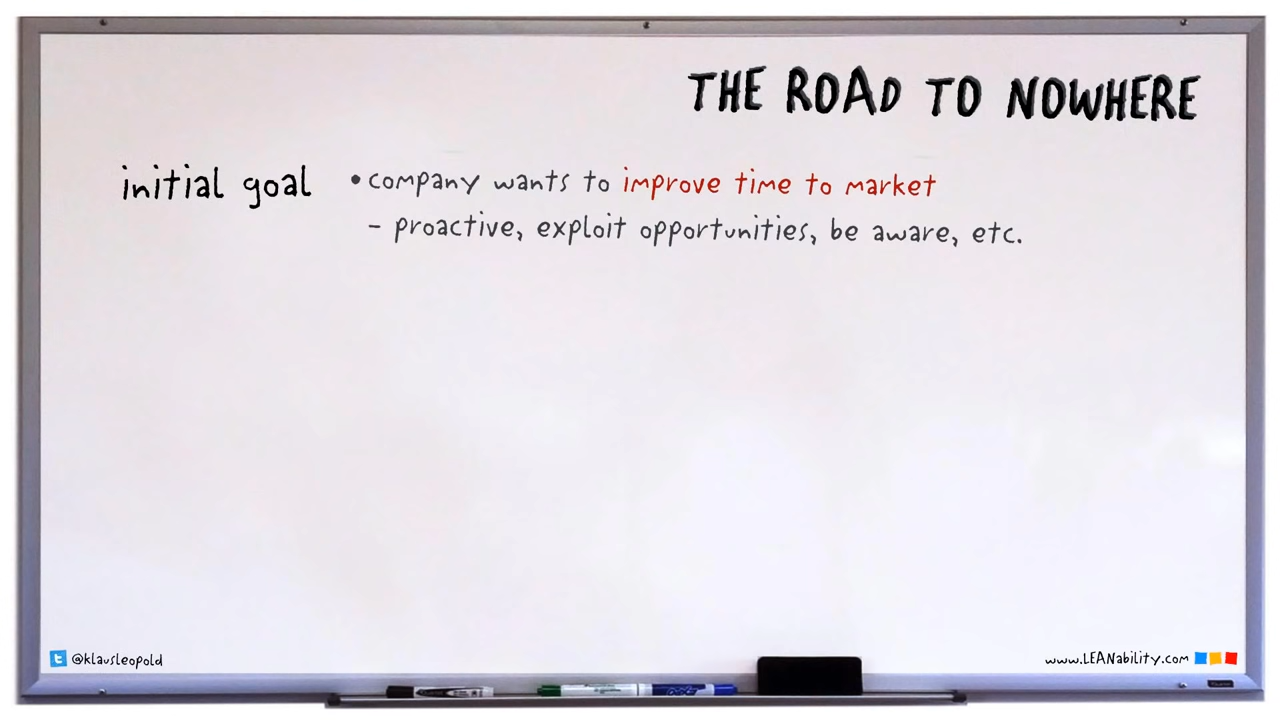 THE ROAD TO NOWHERE
initial goal
• company wants to improve time to market
- proactive, exploit opportunities, be aware, etc.
@klausleopold
www.LEANability.com